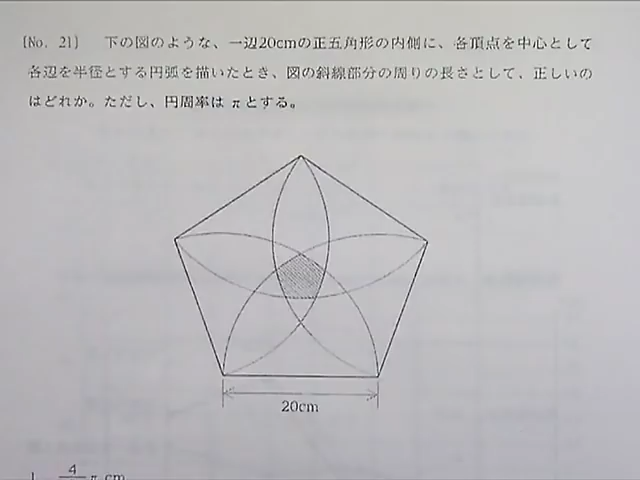 〔No. 21〕 下の図のような、一辺20cmの正五角形の内側に、各頂点を中心として
各辺を半径とする円弧を描いたとき、図の斜線部分の周りの長さとして、正しいの
はどれか。ただし、円周率は π とする。
20cm
4
π cm